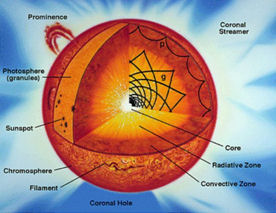 Prominence
Coronal
Streamer
Photosphere
(granules)
p
g
Sunspot
Core
Chromosphere
Radiative Zone
Filament
Convective Zone
Coronal Hole